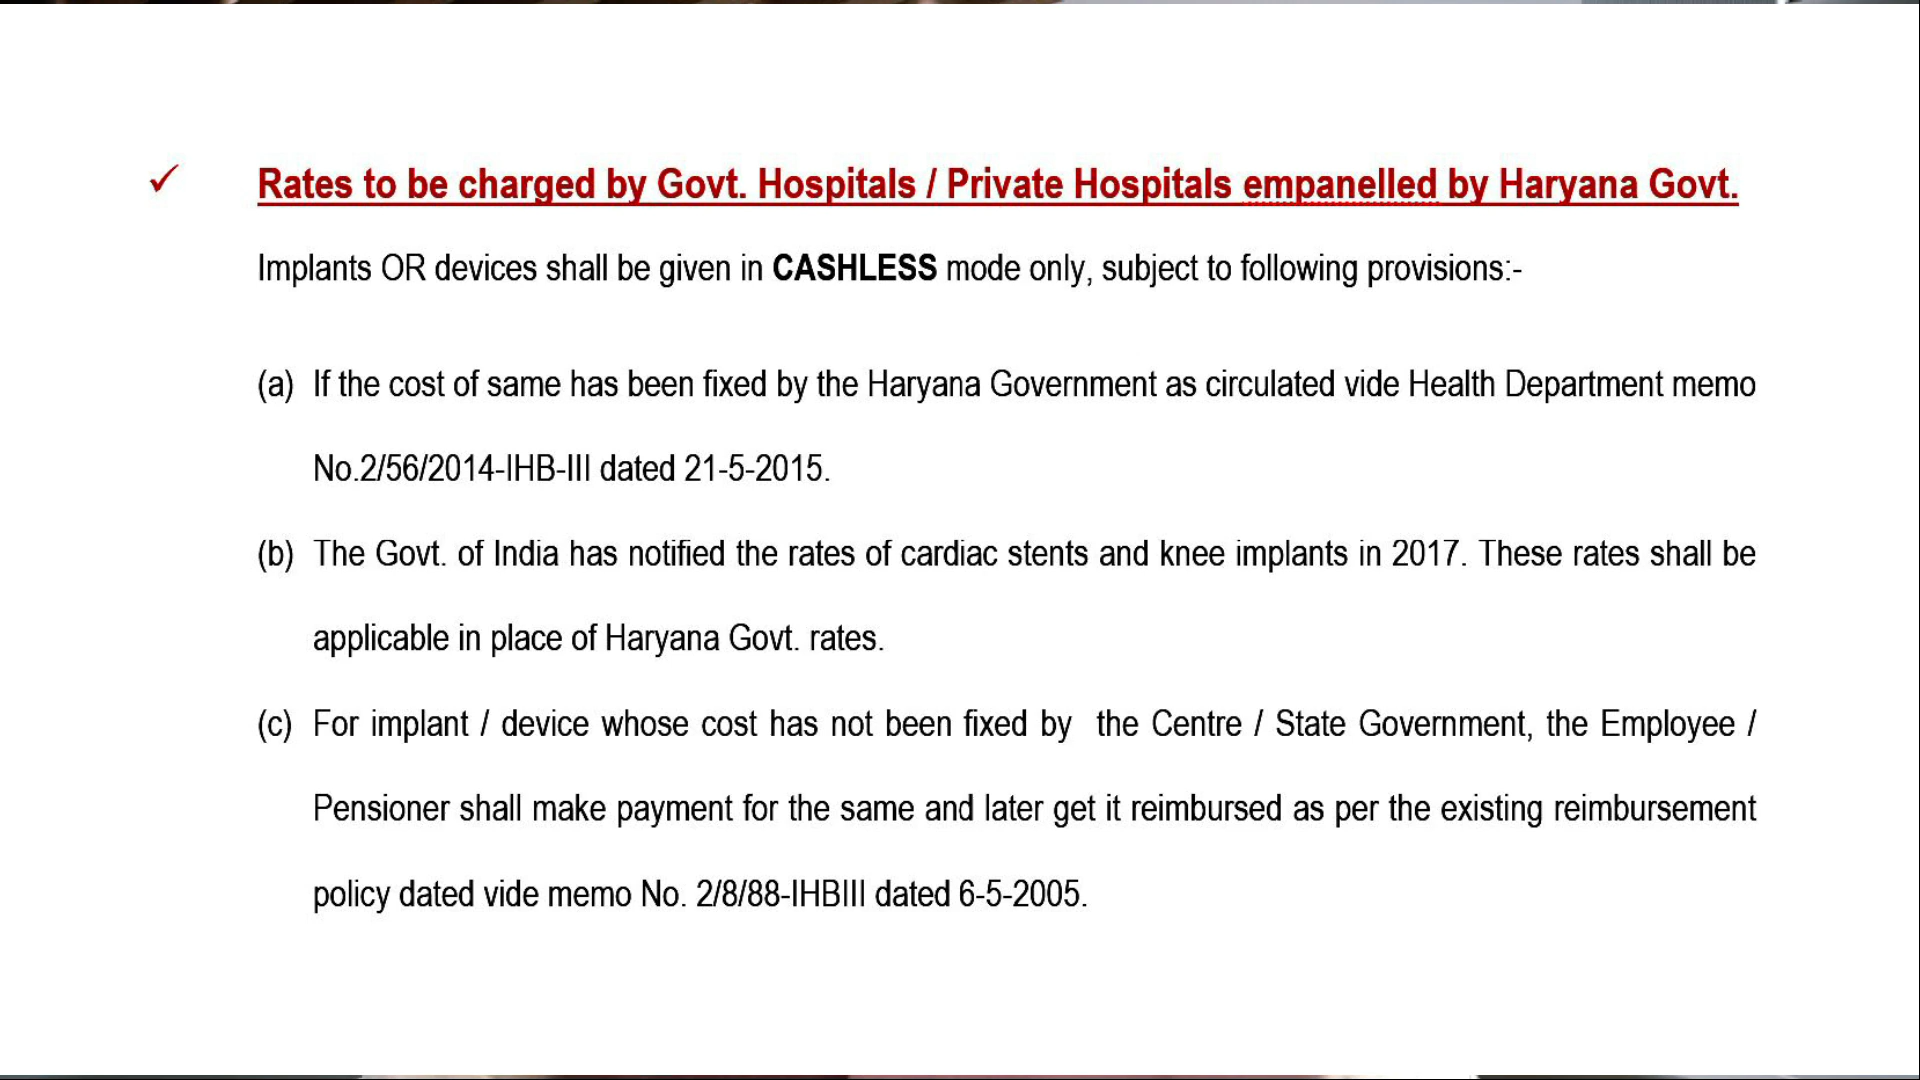 ✓ Rates to be charged by Govt. Hospitals / Private Hospitals empanelled by Haryana Govt.
Implants OR devices shall be given in CASHLESS mode only, subject to following provisions:-
(a) If the cost of same has been fixed by the Haryana Government as circulated vide Health Department memo
No.2/56/2014-IHB-III dated 21-5-2015.
(b) The Govt. of India has notified the rates of cardiac stents and knee implants in 2017. These rates shall be
applicable in place of Haryana Govt. rates.
(c) For implant / device whose cost has not been fixed by the Centre / State Government, the Employee /
Pensioner shall make payment for the same and later get it reimbursed as per the existing reimbursement
policy dated vide memo No. 2/8/88-IHBIII dated 6-5-2005.